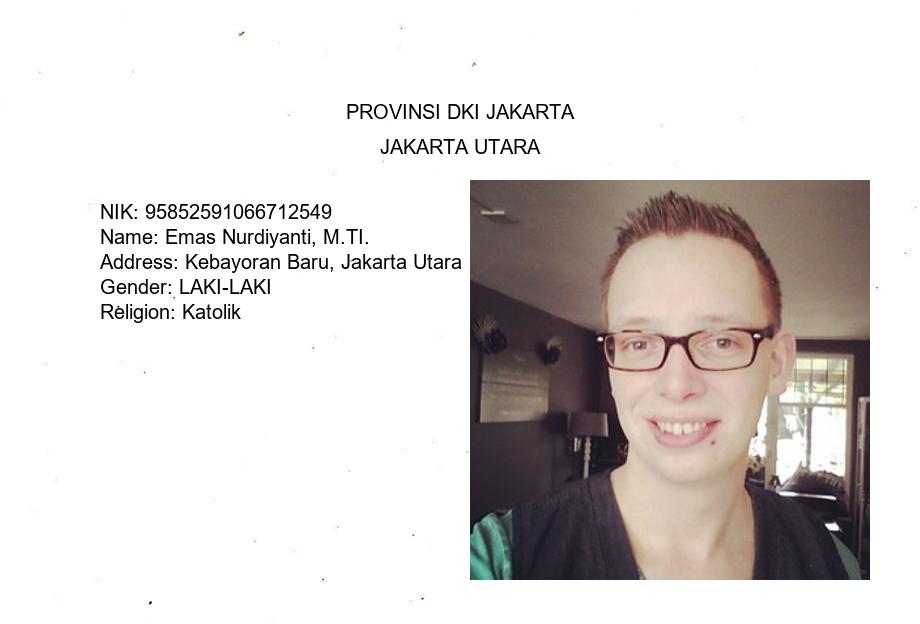 PROVINSI DKI JAKARTA
JAKARTA UTARA
NIK: 95852591066712549
Name: Emas Nurdiyanti, M.TI.
Address: Kebayoran Baru, Jakarta Utara
Gender: LAKI-LAKI
Religion: Katolik